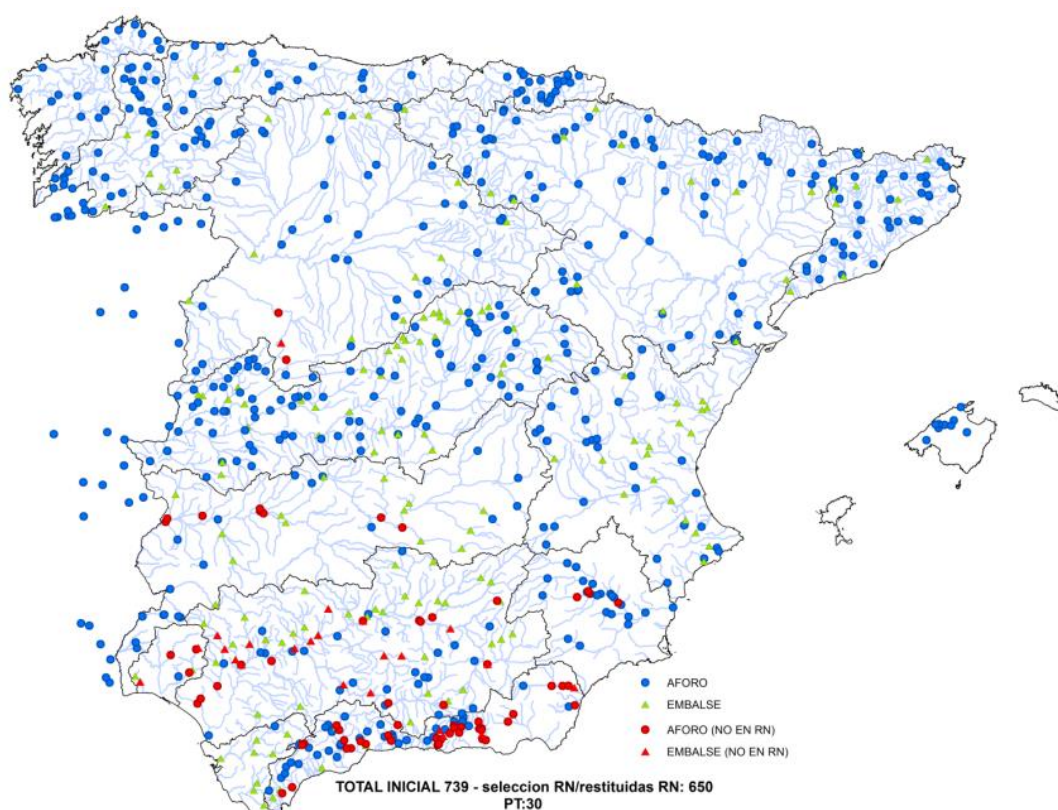 AFORO
EMBALSE
AFORO (NO EN RN)
EMBALSE (NO EN RN)
TOTAL INICIAL 739 - seleccion RN/restituidas RN: 650
PT:30